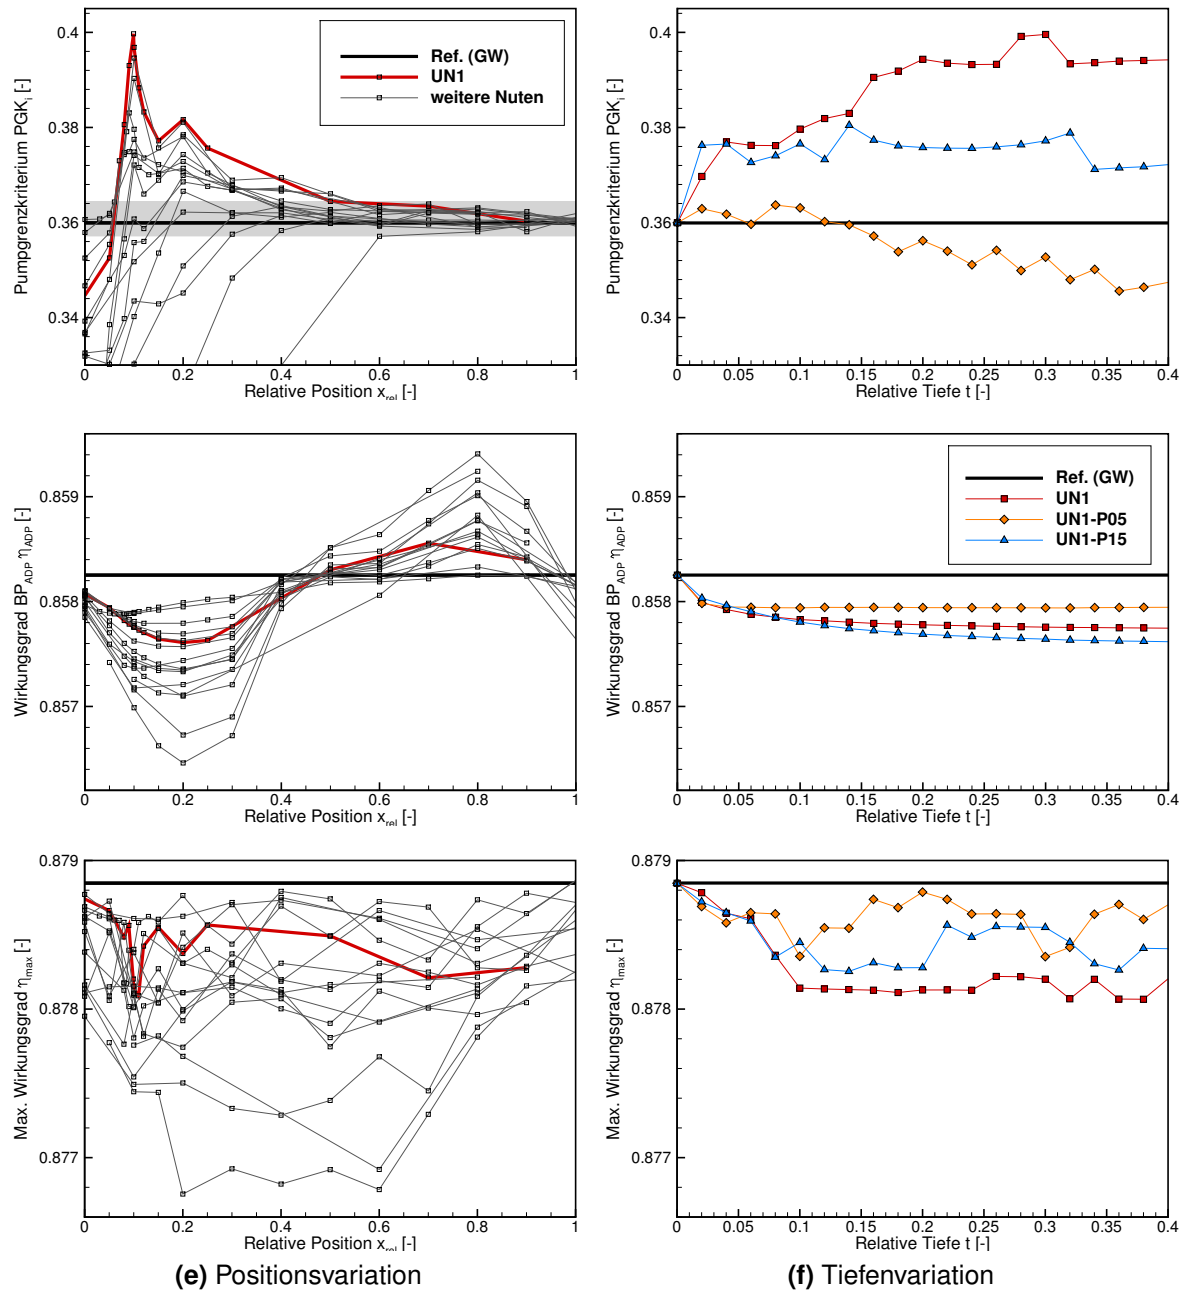 0.4
0.38
0.36
0.34
Pumpgrenzkriterium PGK_i [-]
Ref. (GW)
UN1
weitere Nuten
0 0.2 0.4 0.6 0.8 1
Relative Position x_rel [-]
0.4
0.38
0.36
0.34
Pumpgrenzkriterium PGK_i [-]
0 0.05 0.1 0.15 0.2 0.25 0.3 0.35 0.4
Relative Tiefe t [-]
0.859
0.858
0.857
Wirkungsgrad BP_ADP η_ADP [-]
0 0.2 0.4 0.6 0.8 1
Relative Position x_rel [-]
0.859
0.858
0.857
Wirkungsgrad BP_ADP η_ADP [-]
Ref. (GW)
UN1
UN1-P05
UN1-P15
0 0.05 0.1 0.15 0.2 0.25 0.3 0.35 0.4
Relative Tiefe t [-]
0.879
0.878
0.877
Max. Wirkungsgrad η_max [-]
0 0.2 0.4 0.6 0.8 1
Relative Position x_rel [-]
0.879
0.878
0.877
Max. Wirkungsgrad η_max [-]
0 0.05 0.1 0.15 0.2 0.25 0.3 0.35 0.4
Relative Tiefe t [-]
(e) Positionsvariation
(f) Tiefenvariation